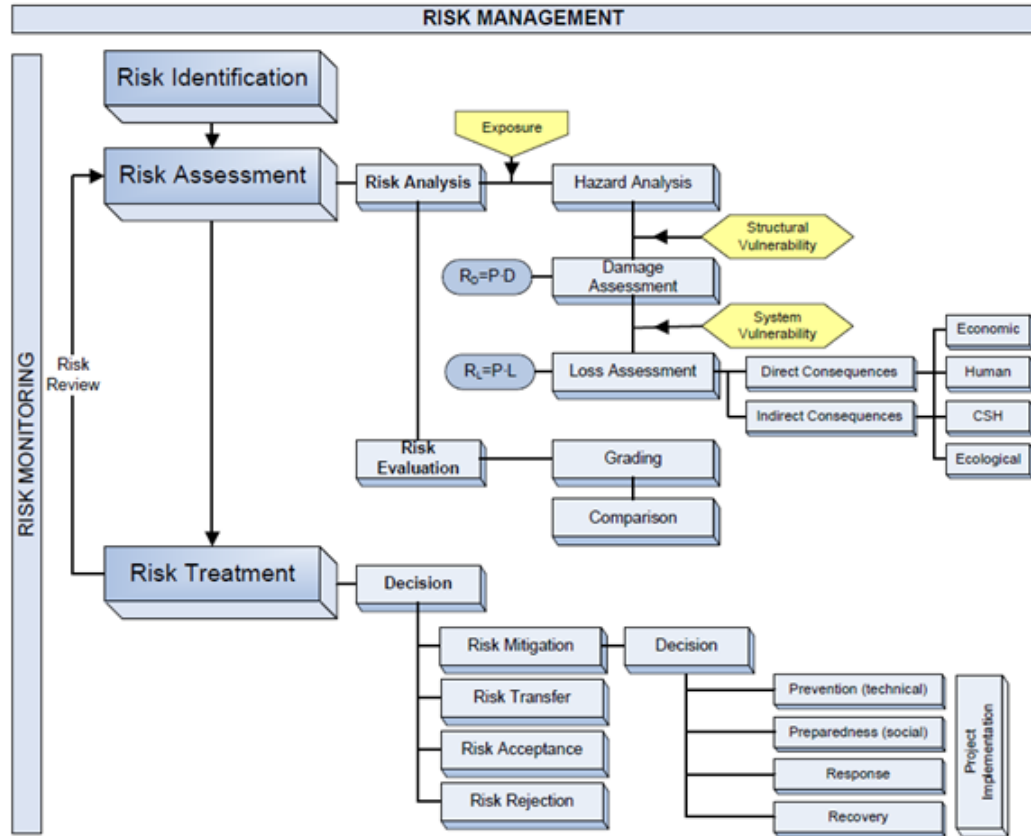 RISK MANAGEMENT
RISK MONITORING
Risk Identification
Exposure
Risk Assessment
Risk Analysis
Hazard Analysis
Structural
Vulnerability
R_D=P·D
Damage
Assessment
System
Vulnerability
Economic
Risk
Review
R_L=P·L
Loss Assessment
Direct Consequences
Human
Indirect Consequences
CSH
Risk
Evaluation
Grading
Ecological
Comparison
Risk Treatment
Decision
Risk Mitigation
Decision
Risk Transfer
Prevention (technical)
Risk Acceptance
Preparedness (social)
Risk Rejection
Response
Recovery
Project
Implementation